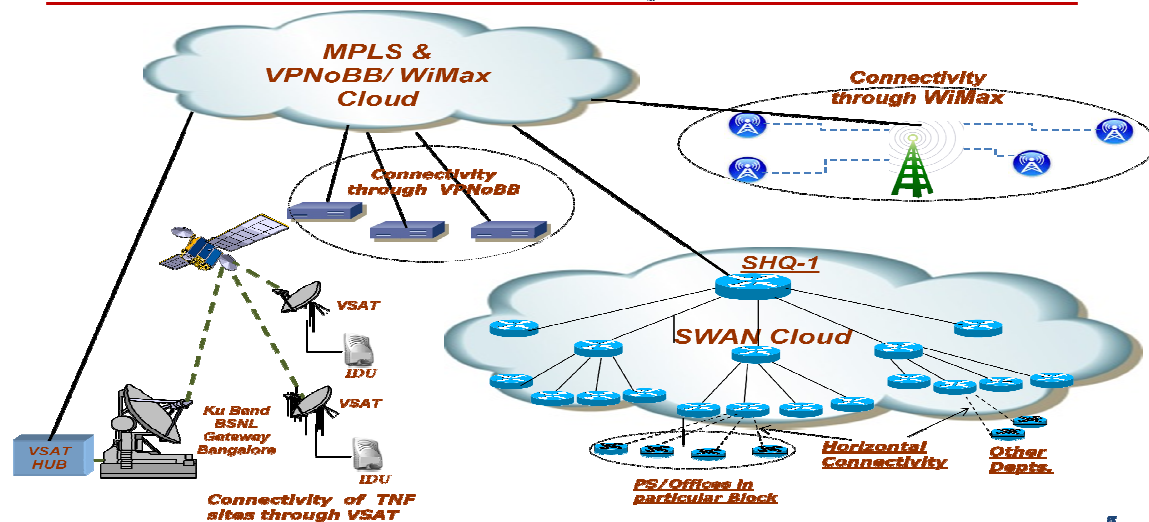 MPLS &
VPNoBB/ WiMax
Cloud
Connectivity
through WiMax
Connectivity
through VPNoBB
SHQ-1
SWAN Cloud
VSAT
IDU
VSAT
IDU
Ku Band
BSNL
Gateway
Bangalore
VSAT
HUB
Connectivity of TNF
sites through VSAT
Horizontal
Connectivity
Other
Depts.
PS/Offices in
particular Block